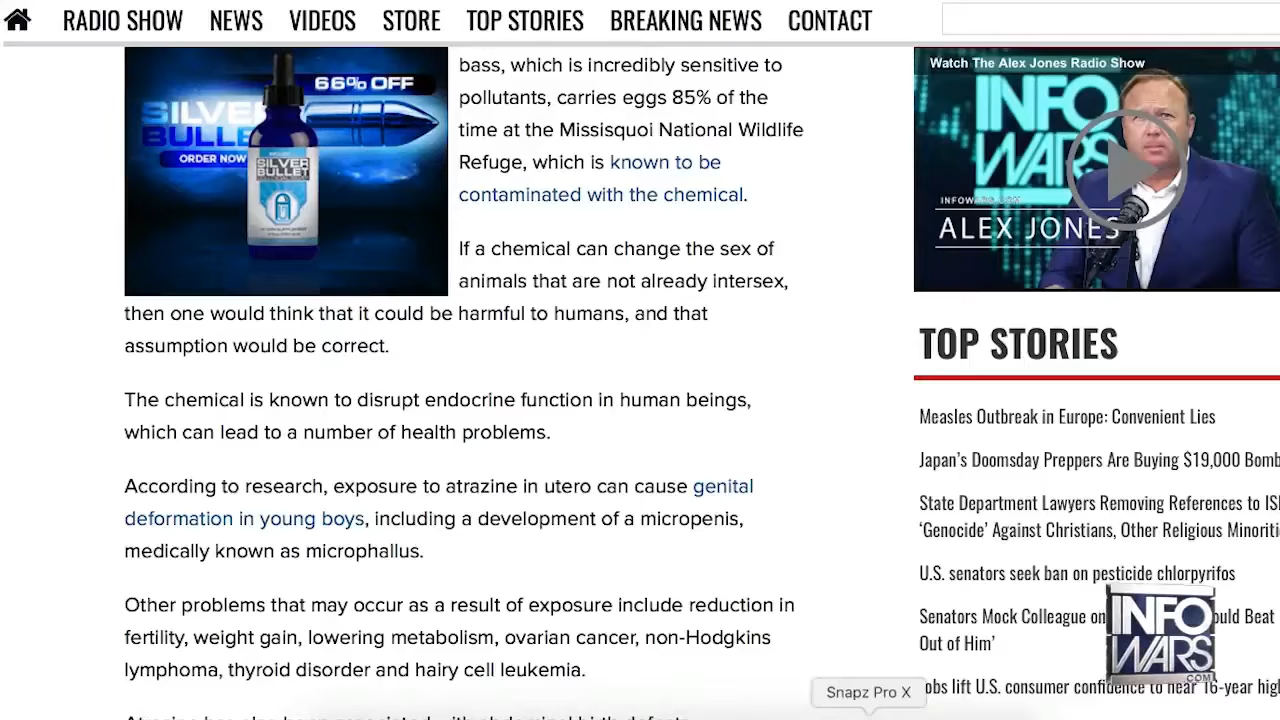 RADIO SHOW NEWS VIDEOS STORE TOP STORIES BREAKING NEWS CONTACT
66% OFF
SILVER
BULLET
ORDER NOW
SILVER
BULLET
bass, which is incredibly sensitive to
pollutants, carries eggs 85% of the
time at the Missisquoi National Wildlife
Refuge, which is known to be
contaminated with the chemical.
If a chemical can change the sex of
animals that are not already intersex,
then one would think that it could be harmful to humans, and that
assumption would be correct.
The chemical is known to disrupt endocrine function in human beings,
which can lead to a number of health problems.
According to research, exposure to atrazine in utero can cause genital
deformation in young boys, including a development of a micropenis,
medically known as microphallus.
Other problems that may occur as a result of exposure include reduction in
fertility, weight gain, lowering metabolism, ovarian cancer, non-Hodgkins
lymphoma, thyroid disorder and hairy cell leukemia.
Watch The Alex Jones Radio Show
INFO
WARS
ALEX JONES
TOP STORIES
Measles Outbreak in Europe: Convenient Lies
Japan's Doomsday Preppers Are Buying $19,000 Bomb
State Department Lawyers Removing References to ISI
‘Genocide’ Against Christians, Other Religious Minoriti
U.S. senators seek ban on pesticide chlorpyrifos
Senators Mock Colleague on ould Beat
Out of Him’
obs lift U.S. consumer confidence to near 16-year hig
INFO
WARS
.COM
Snapz Pro X